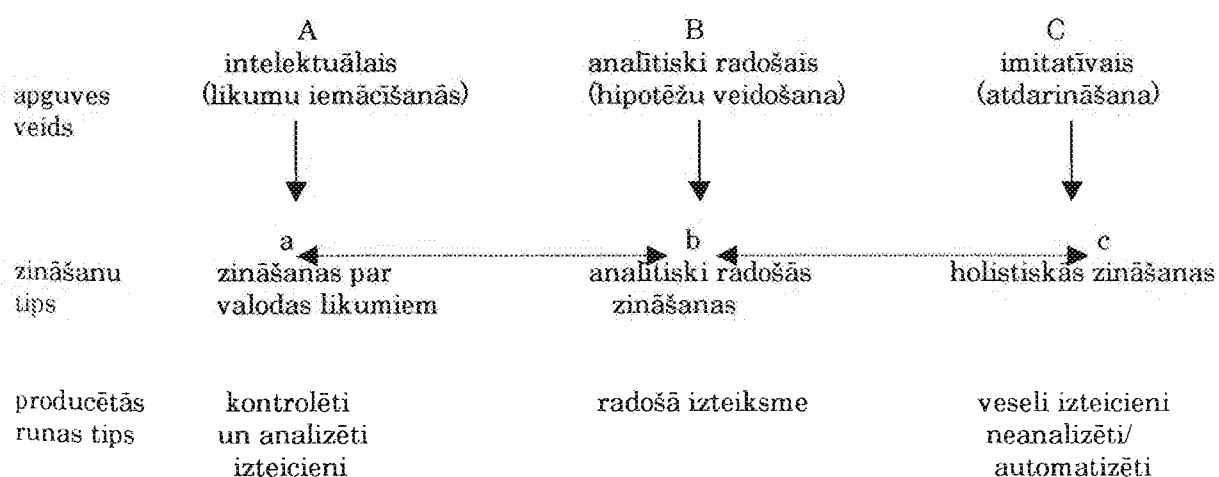 A B C
intelektuālais analītiski radošais imitatīvais
apguves (likumu iemācīšanās) (hipotēžu veidošana) (atdarināšana)
veids
a b c
zināšanu zināšanas par analītiski radošās holistiskās zināšanas
tips valodas likumiem zināšanas
producētās kontrolēti radošā izteiksme veseli izteicieni
runas tips un analizēti neanalizēti/
izteicieni automatizēti